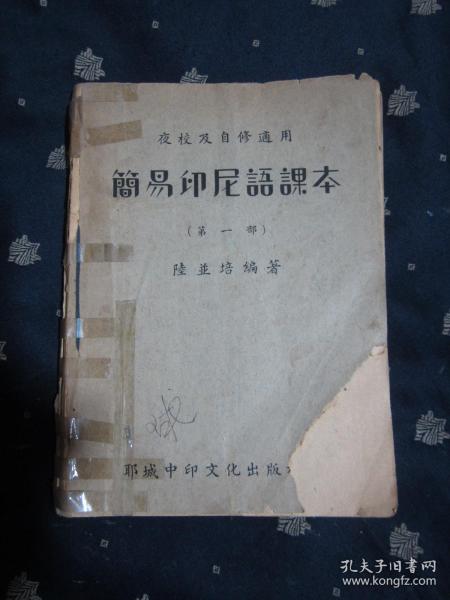 夜校及自修適用
簡易印尼語課本
(第一部)
陸並培編著
耶城中印文化出版
孔夫子旧书网
www.kongfz.com